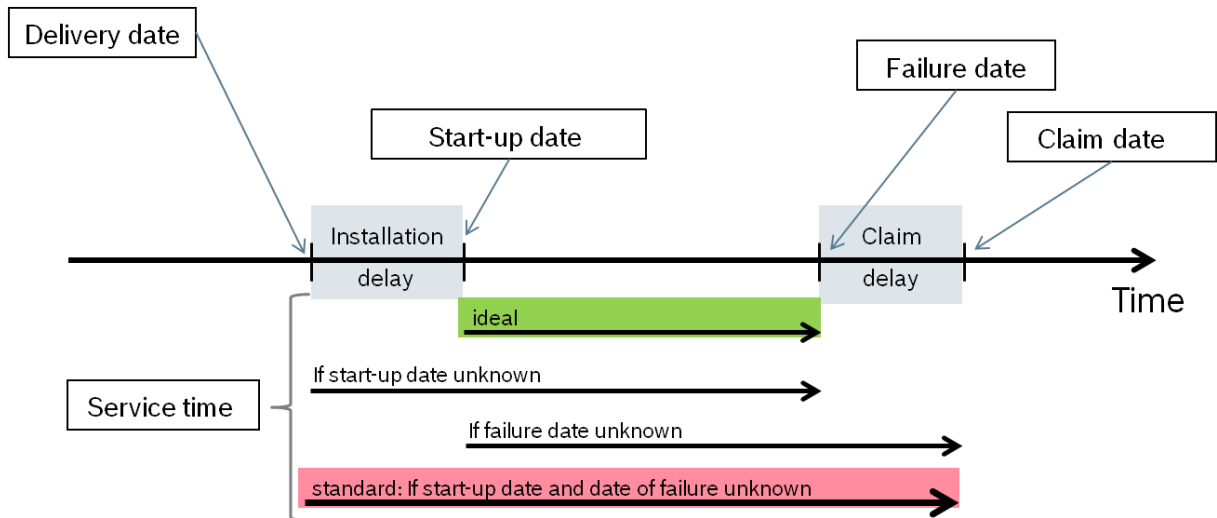 Delivery date
Failure date
Start-up date
Claim date
Installation
delay
Claim
delay
Time
ideal
If start-up date unknown
Service time
If failure date unknown
standard: If start-up date and date of failure unknown